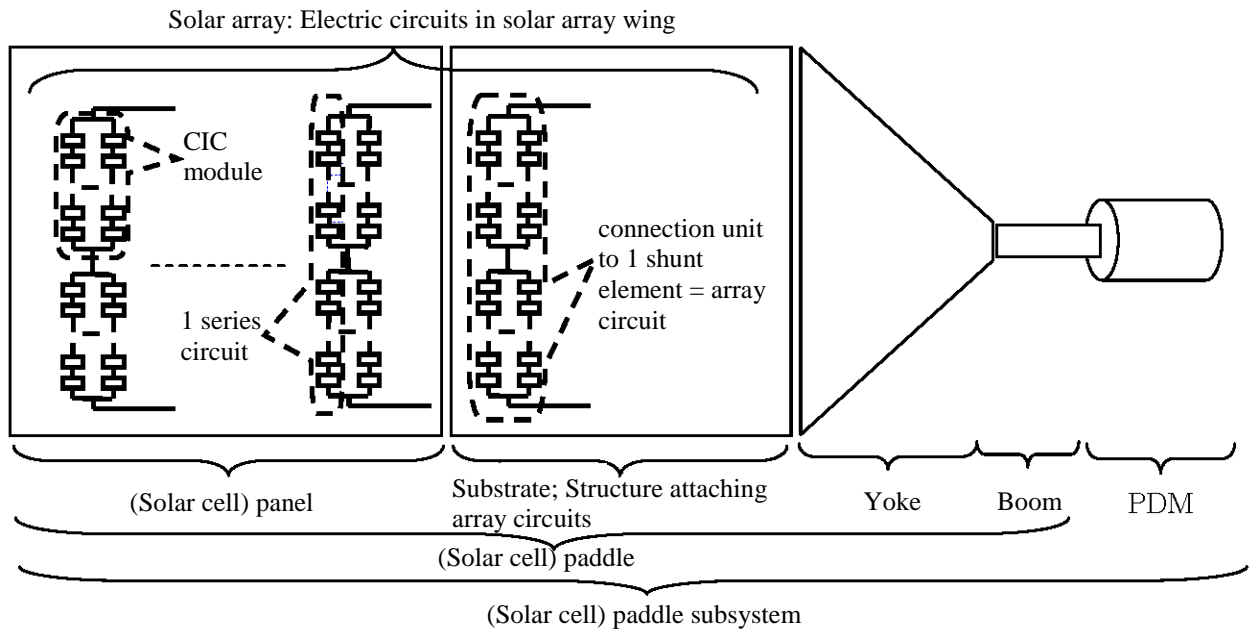 Solar array: Electric circuits in solar array wing
CIC
module
1 series
circuit
connection unit
to 1 shunt
element = array
circuit
(Solar cell) panel
Substrate; Structure attaching
array circuits
Yoke
Boom
PDM
(Solar cell) paddle
(Solar cell) paddle subsystem